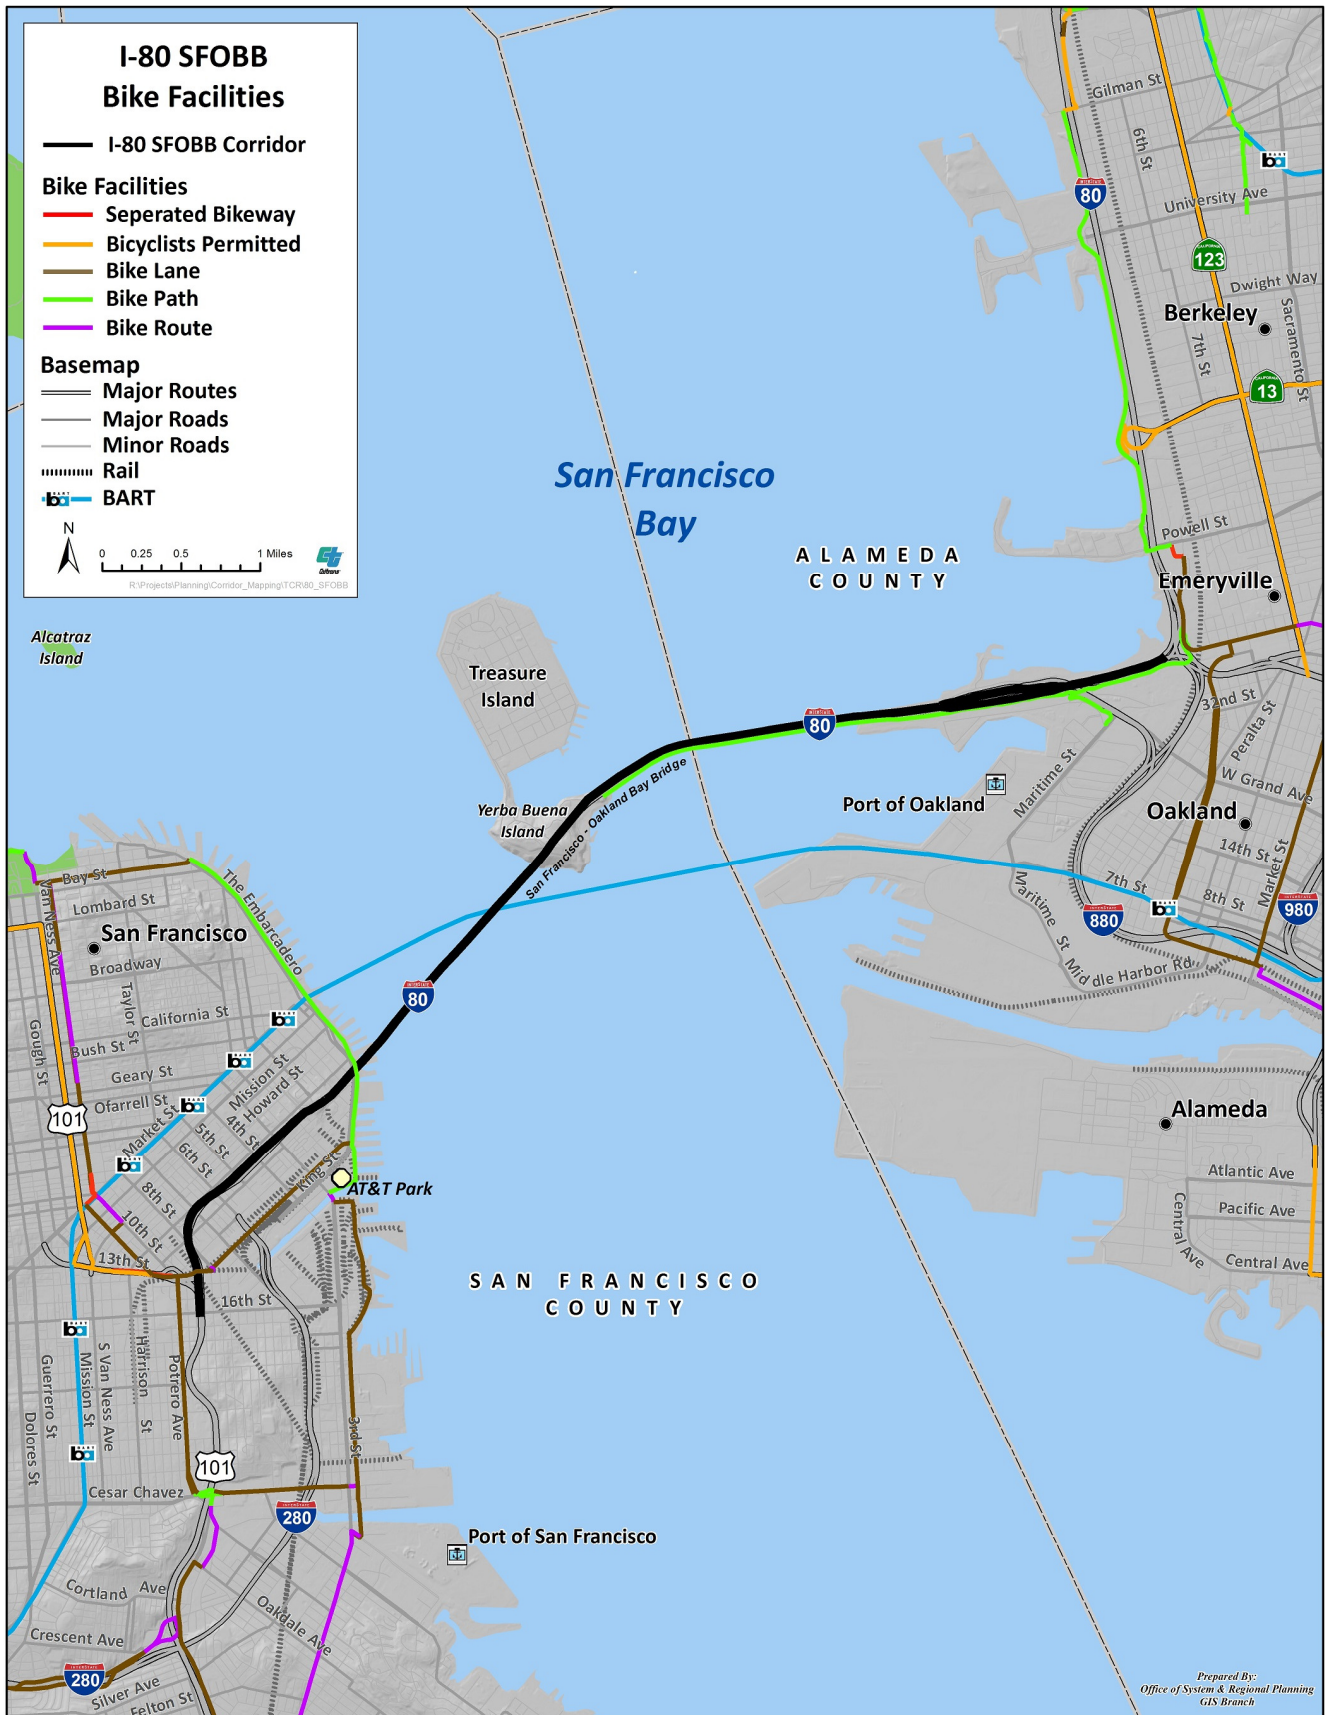 I-80 SFOBB
Bike Facilities
I-80 SFOBB Corridor
Bike Facilities
Seperated Bikeway
Bicyclists Permitted
Bike Lane
Bike Path
Bike Route
Basemap
Major Routes
Major Roads
Minor Roads
Rail
BART
N
0 0.25 0.5 1 Miles
R:\Projects\Planning\Corridor_Mapping\TCR\80_SFOBB
Gilman St
6th St
80
University Ave
123
Dwight Way
Berkeley
Sacramento St
7th St
13
San Francisco
Bay
Powell St
ALAMEDA
COUNTY
Emeryville
Alcatraz
Island
Treasure
Island
32nd St
Peralta St
80
San Francisco - Oakland Bay Bridge
Maritime St
W Grand Ave
Port of Oakland
Yerba Buena
Island
Oakland
14th St
Market St
7th St
8th St
880
980
Maritime St
Middle Harbor Rd
Bay St
The Embarcadero
Van Ness Ave
Lombard St
San Francisco
Broadway
Taylor St
80
California St
Gough St
Bush St
Geary St
Mission St
Howard St
Ofarrell St
101
Market St
4th St
5th St
6th St
King St
AT&T Park
8th St
10th St
13th St
Alameda
Atlantic Ave
Pacific Ave
Central Ave
Central Ave
SAN FRANCISCO
COUNTY
16th St
Harrison St
S Van Ness Ave
Mission St
Guerrero St
Dolores St
Potrero Ave
3rd St
101
Cesar Chavez
280
Port of San Francisco
Cortland Ave
Oakdale Ave
Crescent Ave
280
Silver Ave
Felton St
Prepared By:
Office of System & Regional Planning
GIS Branch